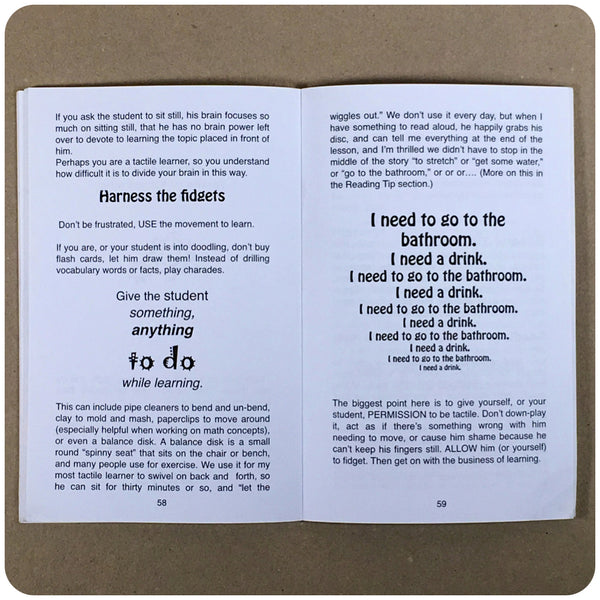 If you ask the student to sit still, his brain focuses so
much on sitting still, that he has no brain power left
over to devote to learning the topic placed in front of
him.
Perhaps you are a tactile learner, so you understand
how difficult it is to divide your brain in this way.
Harness the fidgets
Don't be frustrated, USE the movement to learn.
If you are, or your student is into doodling, don't buy
flash cards, let him draw them! Instead of drilling
vocabulary words or facts, play charades.
Give the student
something,
anything
to do
while learning.
This can include pipe cleaners to bend and un-bend,
clay to mold and mash, paperclips to move around
(especially helpful when working on math concepts),
or even a balance disk. A balance disk is a small
round “spinny seat” that sits on the chair or bench,
and many people use for exercise. We use it for my
most tactile learner to swivel on back and forth, so
he can sit for thirty minutes or so, and “let the
58
wiggles out.” We don't use it every day, but when I
have something to read aloud, he happily grabs his
disc, and can tell me everything at the end of the
lesson, and I'm thrilled we didn't have to stop in the
middle of the story “to stretch” or “get some water,”
or “go to the bathroom,” or or or…. (More on this in
the Reading Tip section.)
I need to go to the
bathroom.
I need a drink.
I need to go to the bathroom.
I need a drink.
I need to go to the bathroom.
I need a drink.
I need to go to the bathroom.
I need a drink.
I need to go to the bathroom.
I need a drink.
The biggest point here is to give yourself, or your
student, PERMISSION to be tactile. Don't down-play
it, act as if there's something wrong with him
needing to move, or cause him shame because he
can't keep his fingers still. ALLOW him (or yourself)
to fidget. Then get on with the business of learning.
59